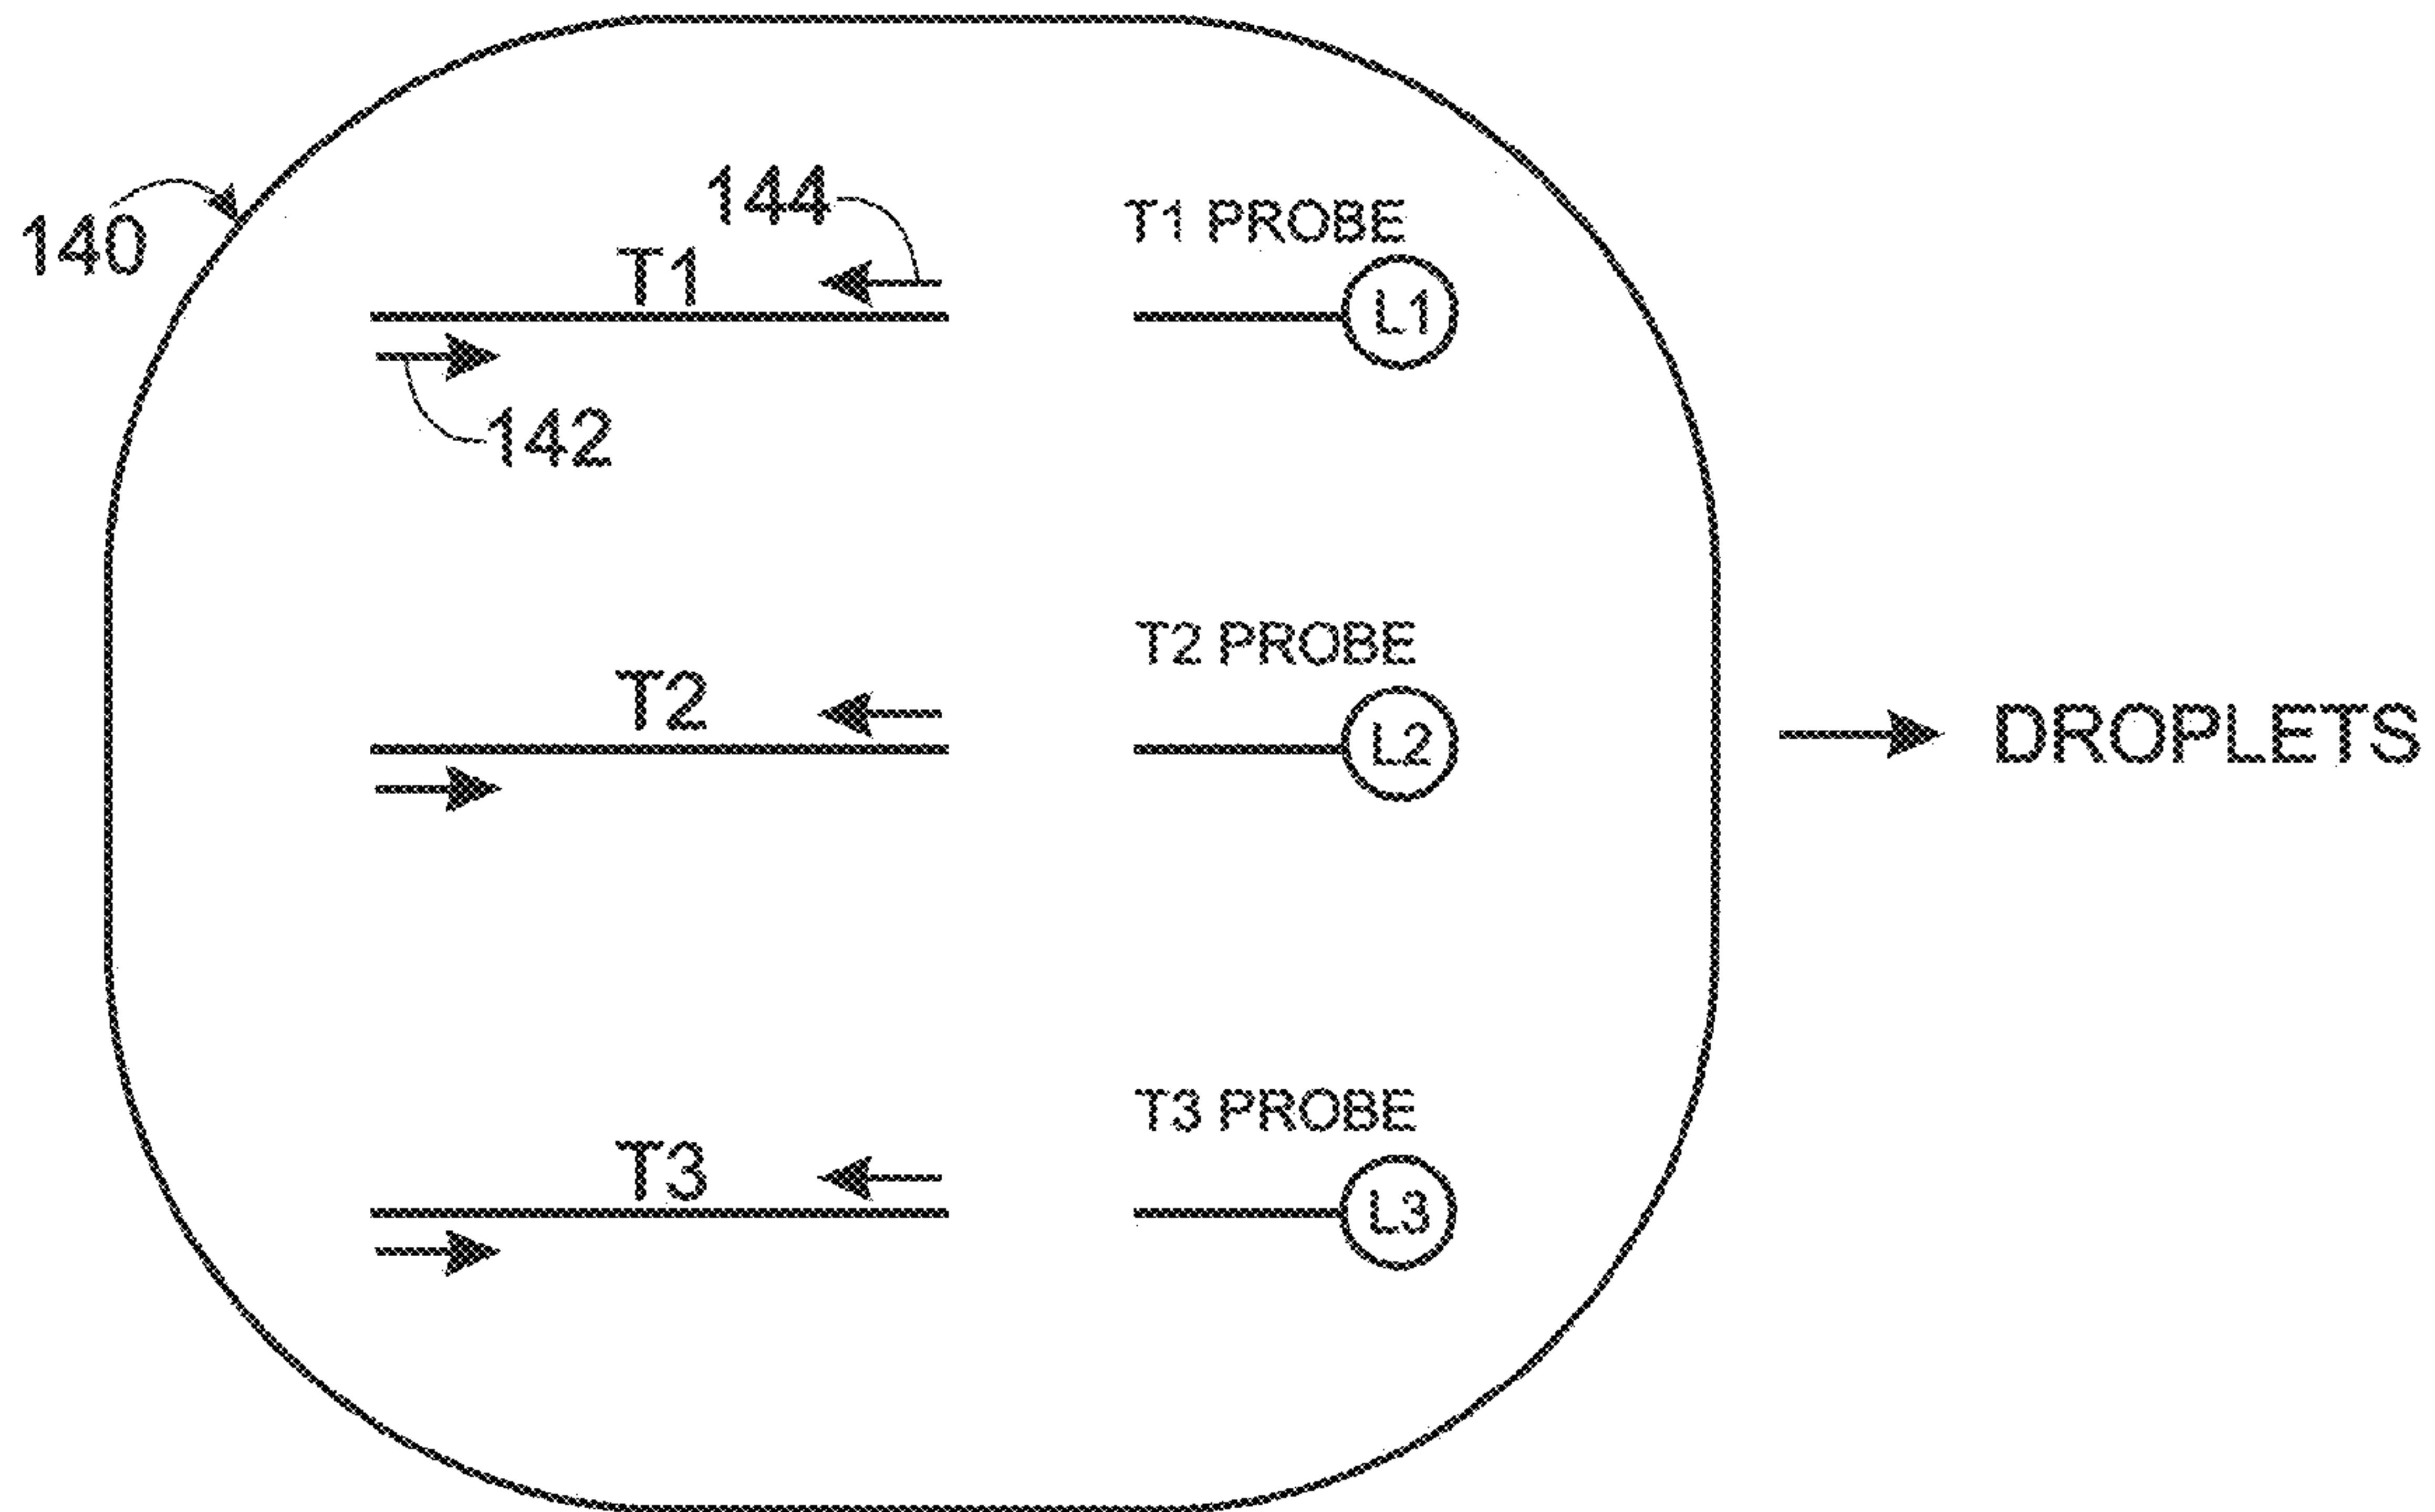 144
T1 PROBE
140
T1
L1
142
T2 PROBE
T2
L2
DROPLETS
T3 PROBE
T3
L3